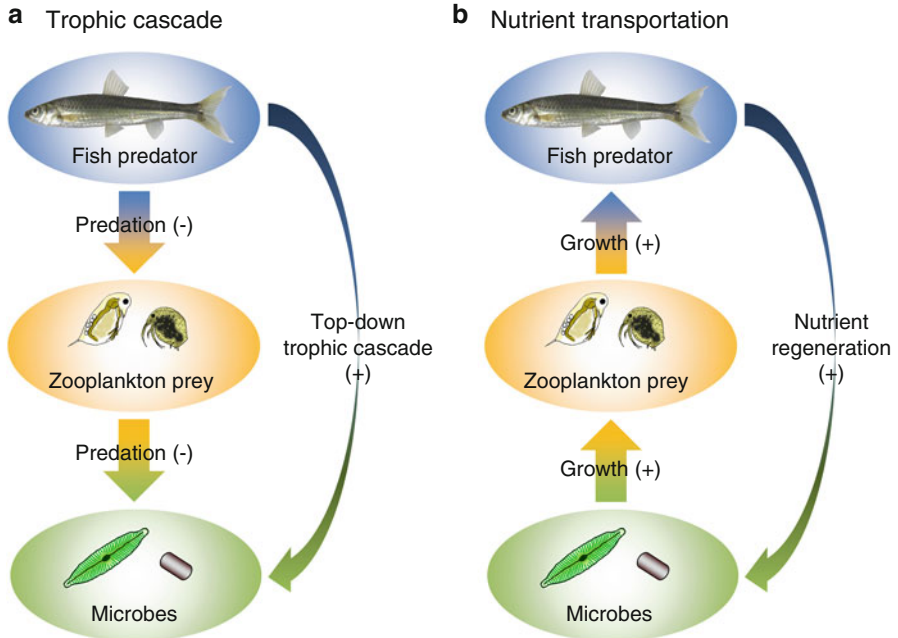 a Trophic cascade
Fish predator
Predation (-)
Zooplankton prey
Top-down
trophic cascade
(+)
Predation (-)
Microbes
b Nutrient transportation
Fish predator
Growth (+)
Zooplankton prey
Nutrient
regeneration
(+)
Growth (+)
Microbes